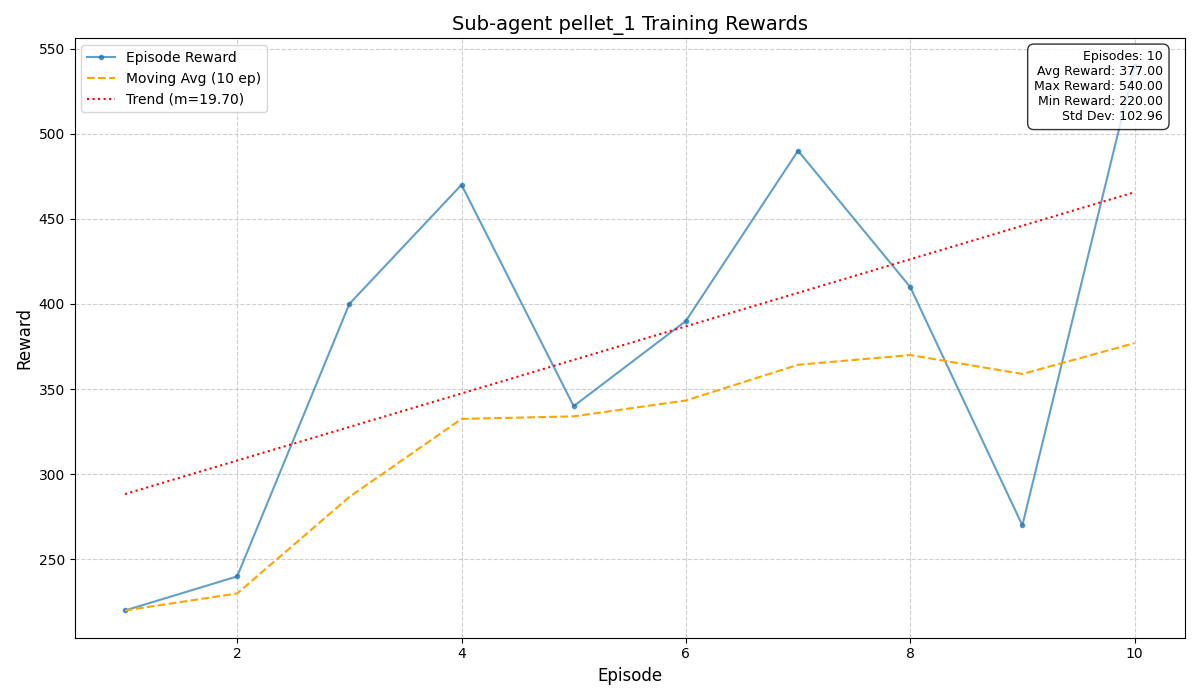 Sub-agent pellet_1 Training Rewards
Episode Reward
Moving Avg (10 ep)
Trend (m=19.70)
Episodes: 10
Avg Reward: 377.00
Max Reward: 540.00
Min Reward: 220.00
Std Dev: 102.96
550
500
450
400
350
300
250
Reward
2
4
6
8
10
Episode